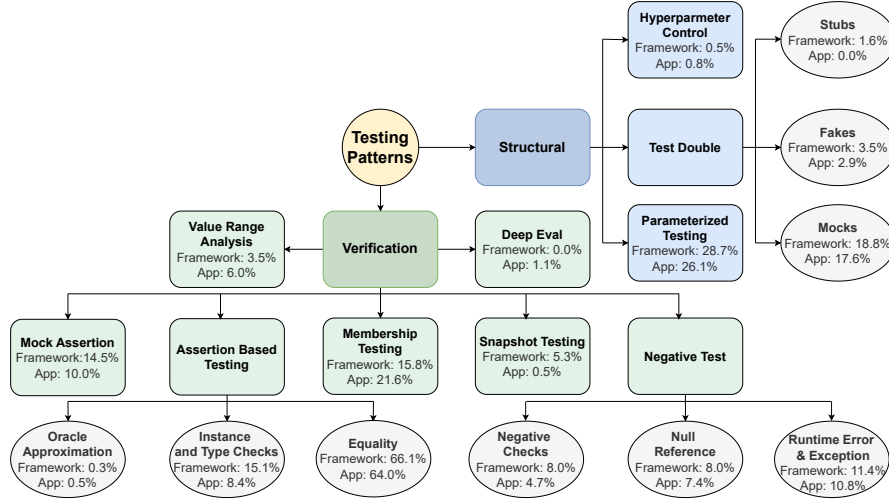 Hyperparmeter
Control
Framework: 0.5%
App: 0.8%
Stubs
Framework: 1.6%
App: 0.0%
Testing
Patterns
Structural
Test Double
Fakes
Framework: 3.5%
App: 2.9%
Value Range
Analysis
Framework: 3.5%
App: 6.0%
Verification
Deep Eval
Framework: 0.0%
App: 1.1%
Parameterized
Testing
Framework: 28.7%
App: 26.1%
Mocks
Framework: 18.8%
App: 17.6%
Mock Assertion
Framework:14.5%
App: 10.0%
Assertion Based
Testing
Membership
Testing
Framework: 15.8%
App: 21.6%
Snapshot Testing
Framework: 5.3%
App: 0.5%
Negative Test
Oracle
Approximation
Framework: 0.3%
App: 0.5%
Instance
and Type Checks
Framework: 15.1%
App: 8.4%
Equality
Framework: 66.1%
App: 64.0%
Negative
Checks
Framework: 8.0%
App: 4.7%
Null
Reference
Framework: 8.0%
App: 7.4%
Runtime Error
& Exception
Framework: 11.4%
App: 10.8%